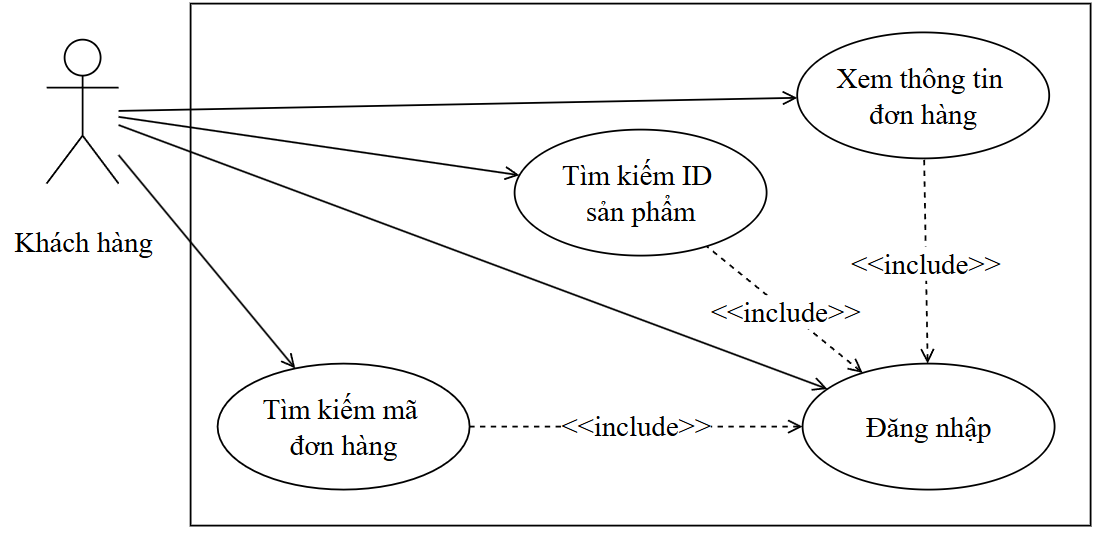 Xem thông tin
đơn hàng
Tìm kiếm ID
sản phẩm
Khách hàng
<<include>>
<<include>>
Tìm kiếm mã
đơn hàng
<<include>>
Đăng nhập